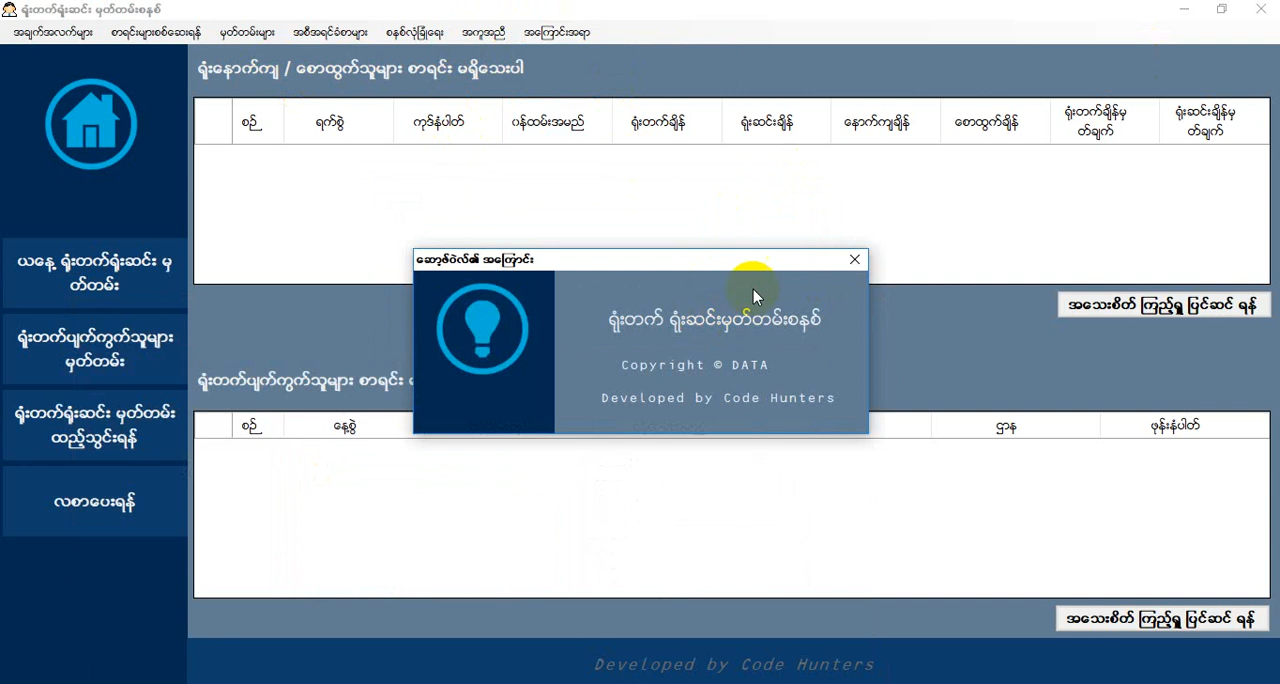 ရုံးတက်ရုံးဆင်း မှတ်တမ်းစနစ်
အချက်အလက်များ စာရင်းများစစ်ဆေးရန် မှတ်တမ်းများ အစီအရင်ခံစာများ စနစ်လုံခြုံရေး အကူအညီ အကြောင်းအရာ
ရုံးနောက်ကျ / စောထွက်သူများ စာရင်း မရှိသေးပါ
စဉ် ရက်စွဲ ကုဒ်နံပါတ် ဝန်ထမ်းအမည် ရုံးတက်ချိန် ရုံးဆင်းချိန် နောက်ကျချိန် စောထွက်ချိန် ရုံးတက်ချိန်မှ ရုံးဆင်းချိန်မှ
တ်ချက် တ်ချက်
ယနေ့ ရုံးတက်ရုံးဆင်း မှ
တ်တမ်း
ရုံးတက်ပျက်ကွက်သူများ
မှတ်တမ်း
ရုံးတက်ရုံးဆင်း မှတ်တမ်း
ထည့်သွင်းရန်
လစာပေးရန်
ဆော့ဖ်ဝဲလ်၏ အကြောင်း
ရုံးတက် ရုံးဆင်းမှတ်တမ်းစနစ်
Copyright © DATA
Developed by Code Hunters
အသေးစိတ် ကြည့်ရှု ပြင်ဆင် ရန်
ရုံးတက်ပျက်ကွက်သူများ စာရင်း
စဉ် နေ့စွဲ ဌာန ဖုန်းနံပါတ်
အသေးစိတ် ကြည့်ရှု ပြင်ဆင် ရန်
Developed by Code Hunters